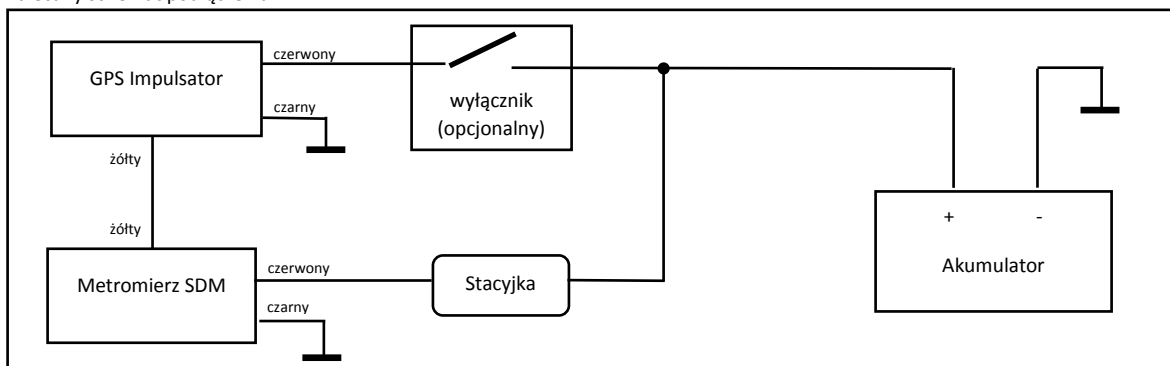 czerwony
GPS Impulsator
czarny
wyłącznik
(opcjonalny)
żółty
żółty
+ -
Metromierz SDM
czerwony
Stacyjka
Akumulator
czarny